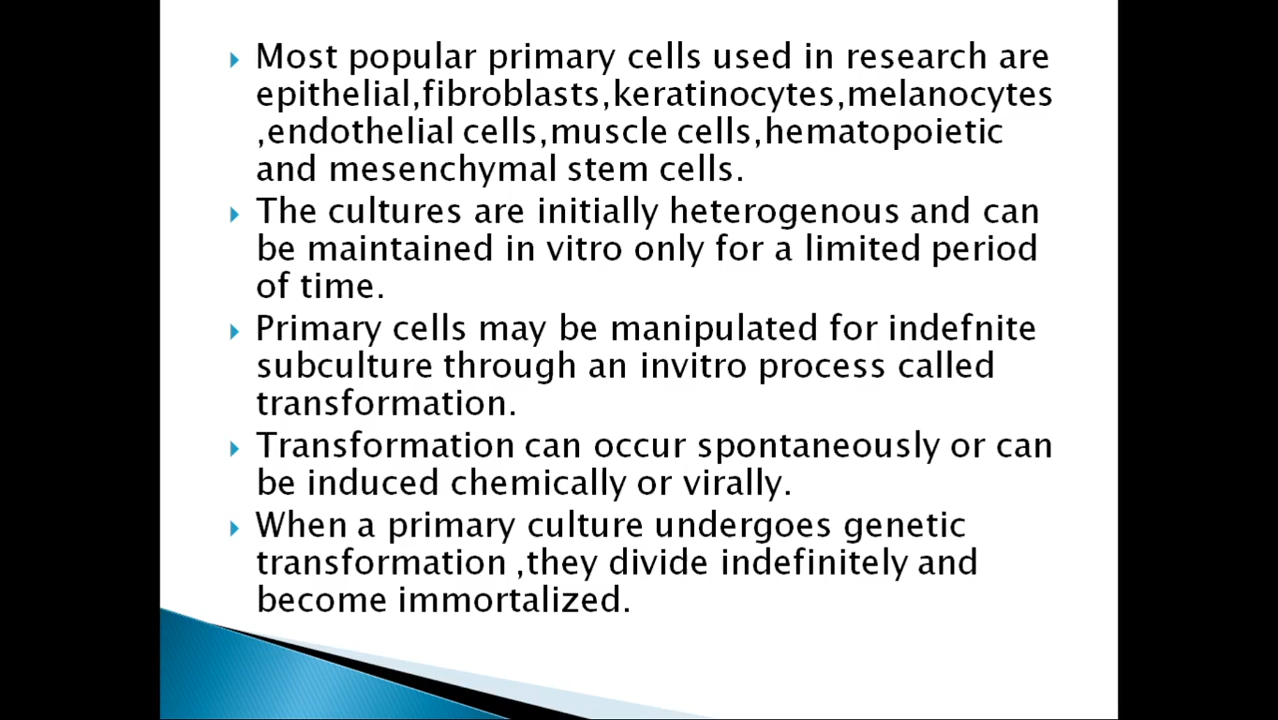 Most popular primary cells used in research are
epithelial,fibroblasts,keratinocytes,melanocytes
,endothelial cells,muscle cells,hematopoietic
and mesenchymal stem cells.
The cultures are initially heterogenous and can
be maintained in vitro only for a limited period
of time.
Primary cells may be manipulated for indefnite
subculture through an invitro process called
transformation.
Transformation can occur spontaneously or can
be induced chemically or virally.
When a primary culture undergoes genetic
transformation ,they divide indefinitely and
become immortalized.